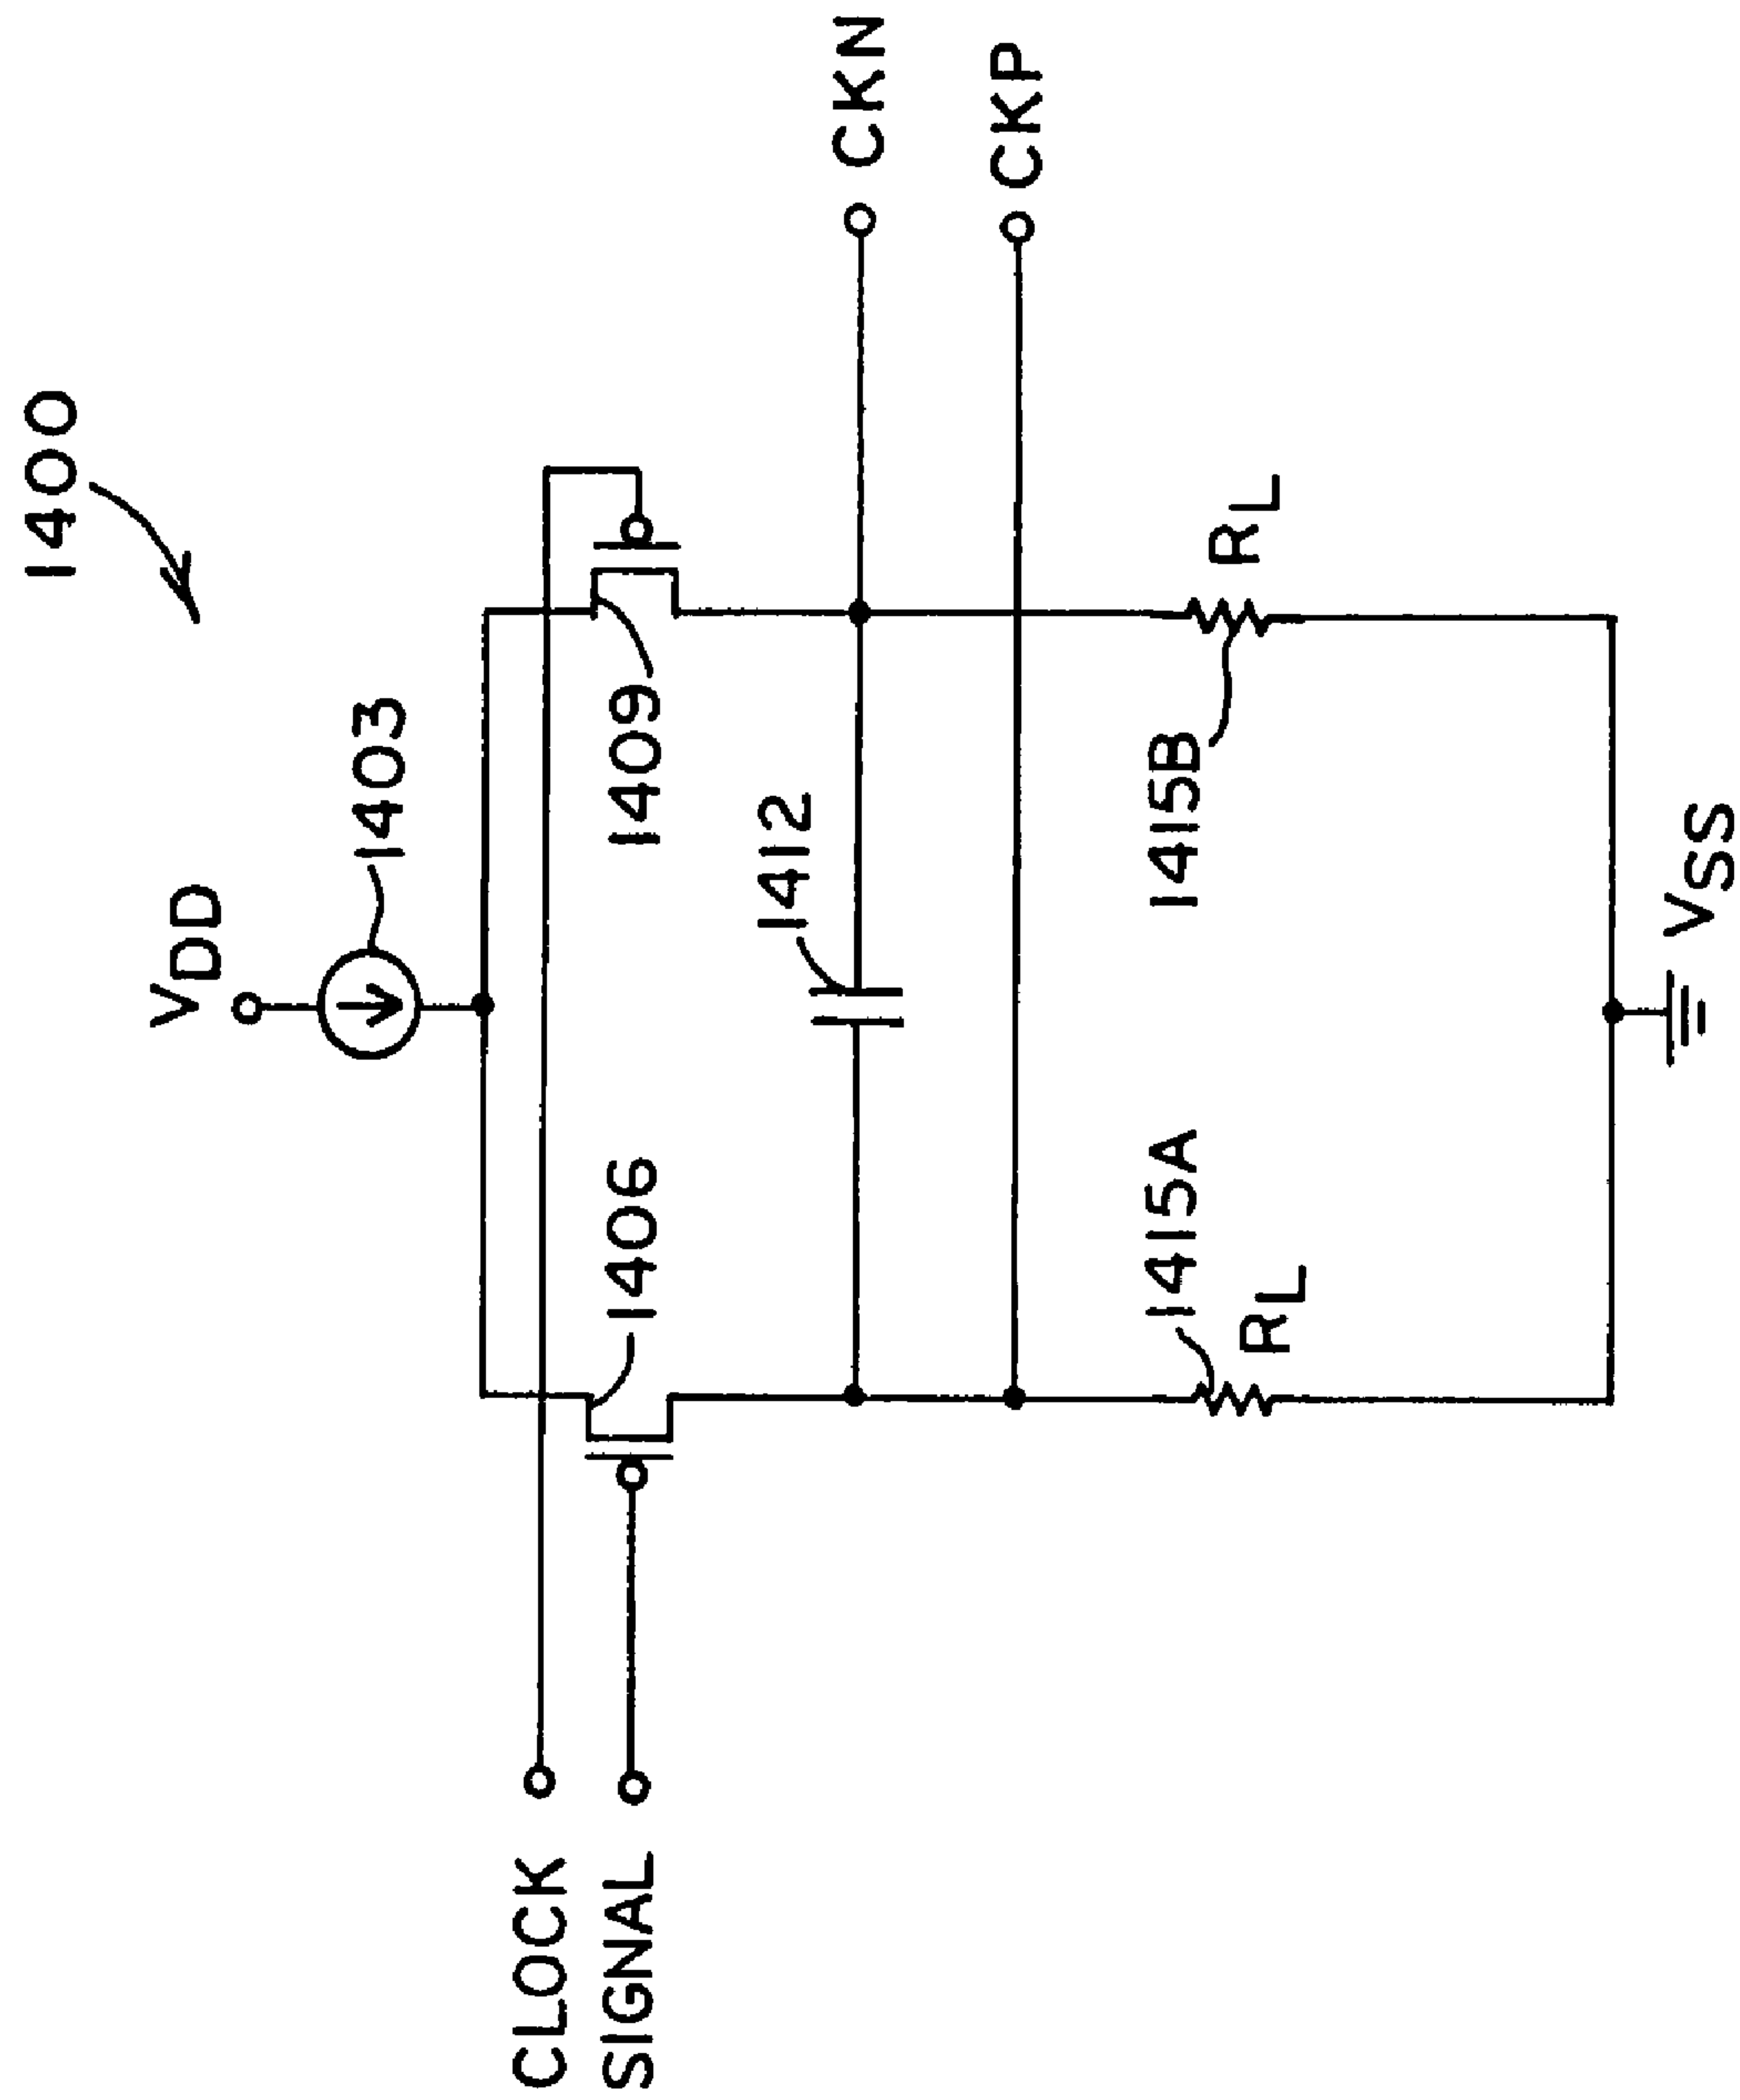 1400
VDD
1403
CLOCK
SIGNAL
1406
1409
1412
CKN
CKP
1415A
RL
1415B
RL
VSS